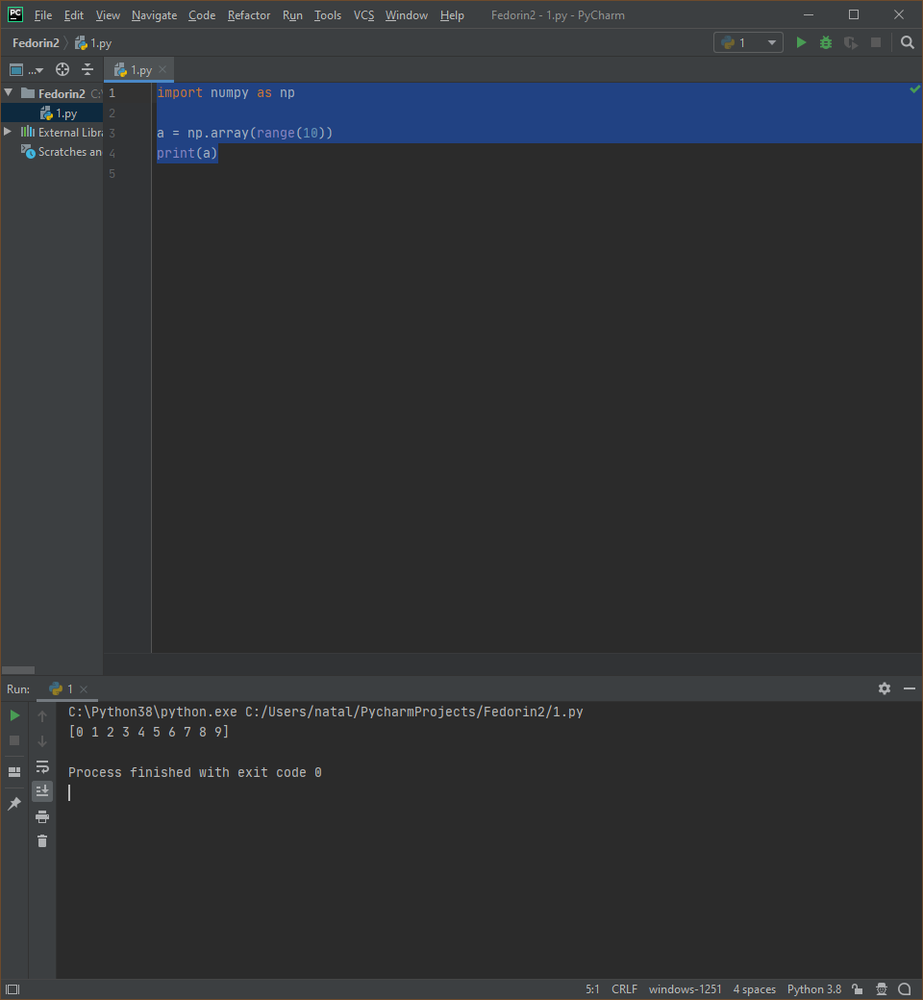 PC File Edit View Navigate Code Refactor Run Tools VCS Window Help Fedorin2 - 1.py - PyCharm
Fedorin2 1.py 1
... 1.py
Fedorin2 C:
1.py
External Libra
Scratches an
1 import numpy as np
2
3 a = np.array(range(10))
4 print(a)
5
Run: 1
C:\Python38\python.exe C:/Users/natal/PycharmProjects/Fedorin2/1.py
[0 1 2 3 4 5 6 7 8 9]
Process finished with exit code 0
5:1 CRLF windows-1251 4 spaces Python 3.8